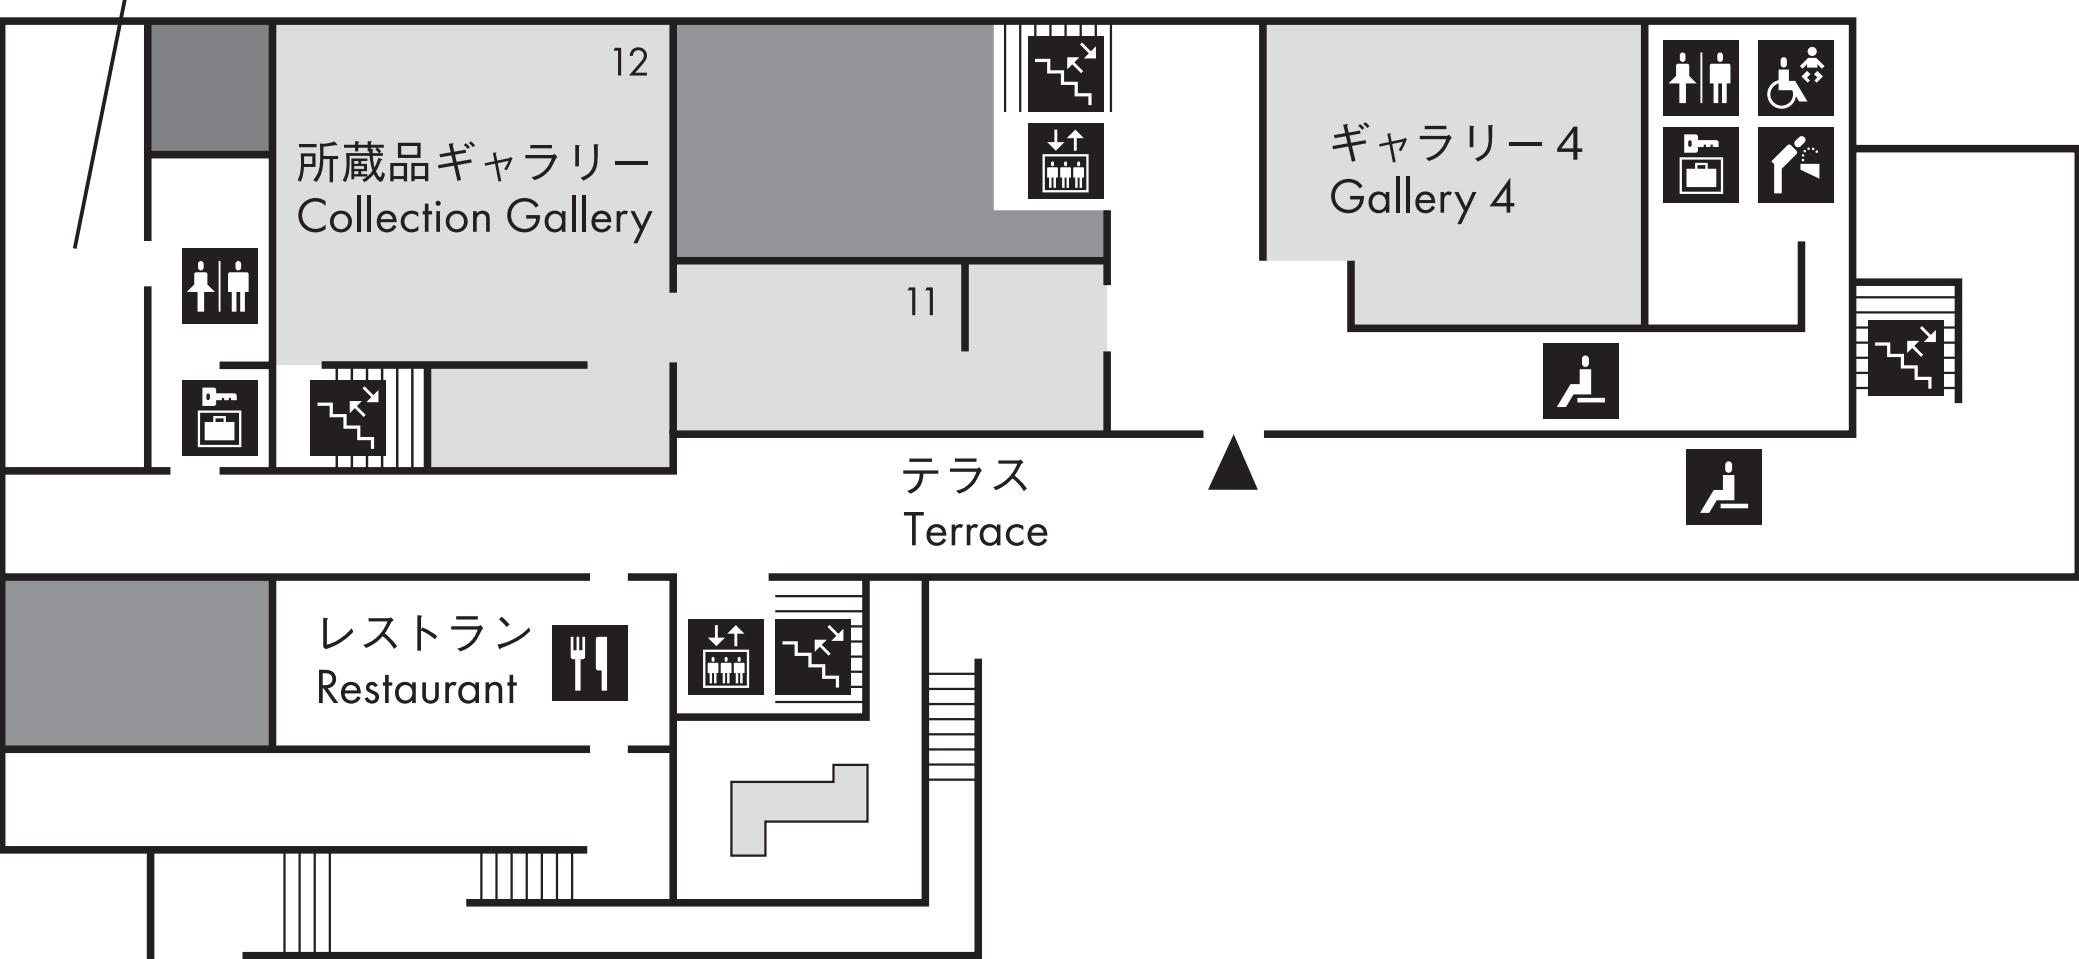 12
所蔵品ギャラリー
Collection Gallery
11
ギャラリー 4
Gallery 4
テラス
Terrace
レストラン
Restaurant